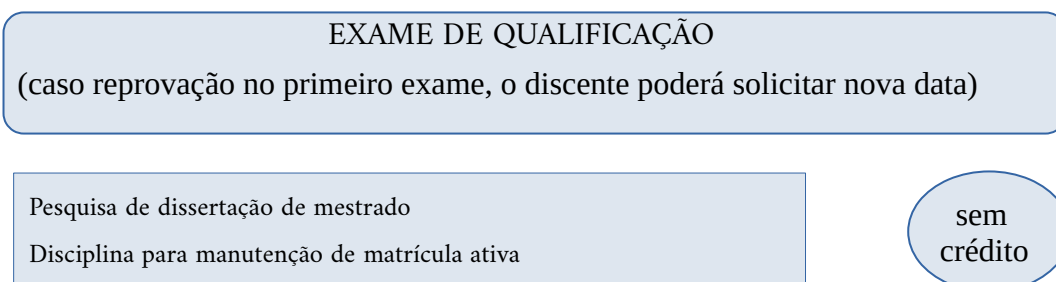 EXAME DE QUALIFICAÇÃO
(caso reprovação no primeiro exame, o discente poderá solicitar nova data)
Pesquisa de dissertação de mestrado
Disciplina para manutenção de matrícula ativa
sem
crédito